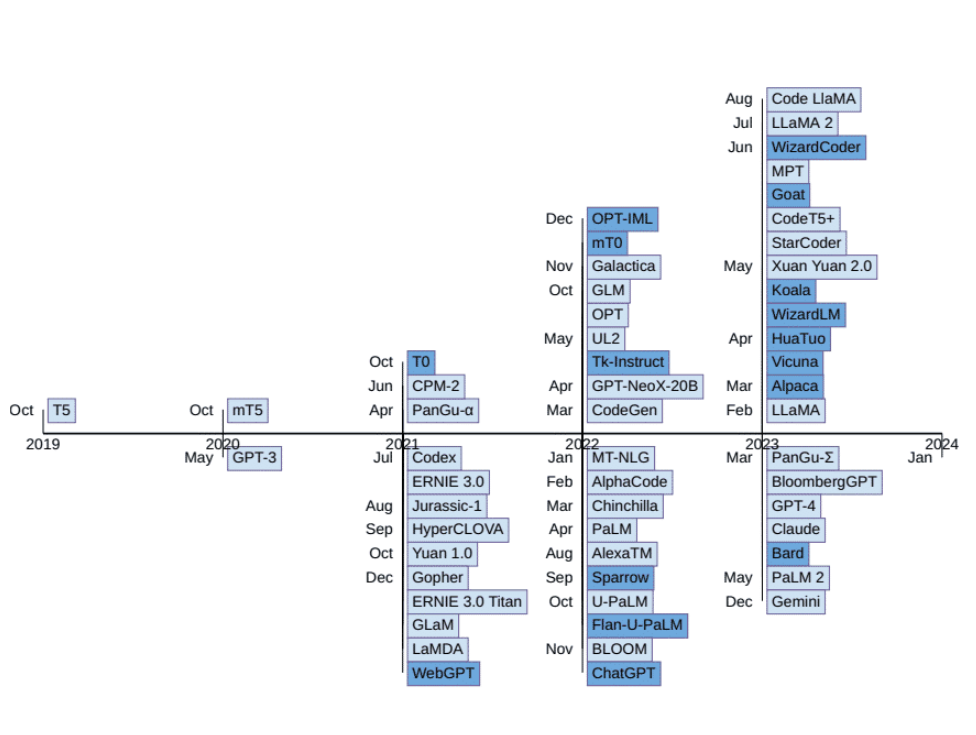 Aug Code LLaMA
Jul LLaMA 2
Jun WizardCoder
MPT
Goat
Dec OPT-IML CodeT5+
mT0 StarCoder
Nov Galactica May Xuan Yuan 2.0
Oct GLM Koala
OPT WizardLM
May UL2 Apr HuaTuo
Oct T0 Tk-Instruct Vicuna
Jun CPM-2 Apr GPT-NeoX-20B Mar Alpaca
Oct T5 Oct mT5 Apr PanGu-α Mar CodeGen Feb LLaMA
2019 2020 2021 2022 2023 2024
May GPT-3 Jul Codex Jan MT-NLG Mar PanGu-Σ Jan
ERNIE 3.0 Feb AlphaCode BloombergGPT
Aug Jurassic-1 Mar Chinchilla GPT-4
Sep HyperCLOVA Apr PaLM Claude
Oct Yuan 1.0 Aug AlexaTM Bard
Dec Gopher Sep Sparrow May PaLM 2
ERNIE 3.0 Titan Oct U-PaLM Dec Gemini
GLaM Flan-U-PaLM
LaMDA Nov BLOOM
WebGPT ChatGPT